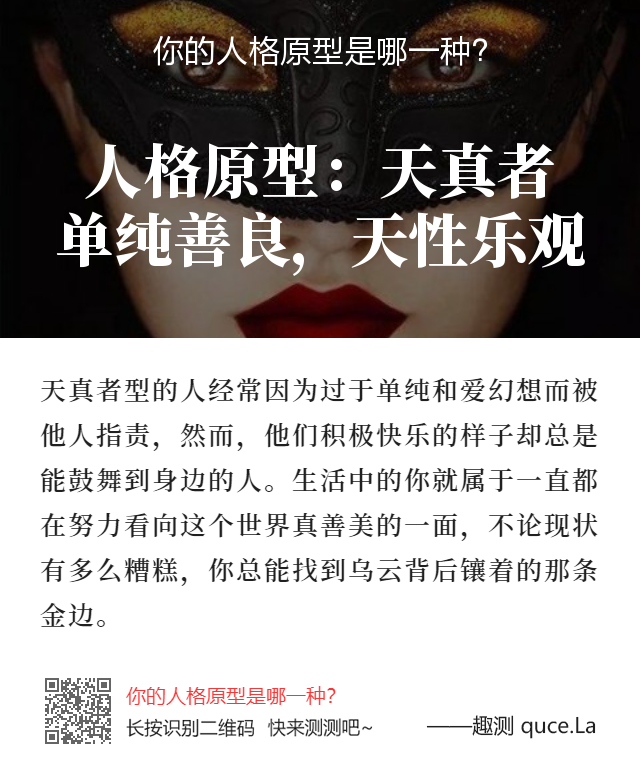 你的人格原型是哪一种?
人格原型：天真者
单纯善良，天性乐观
天真者型的人经常因为过于单纯和爱幻想而被
他人指责，然而，他们积极快乐的样子却总是
能鼓舞到身边的人。生活中的你就属于一直都
在努力看向这个世界真善美的一面，不论现状
有多么糟糕，你总能找到乌云背后镶着的那条
金边。
你的人格原型是哪一种?
长按识别二维码 快来测测吧~
——趣测 quce.La